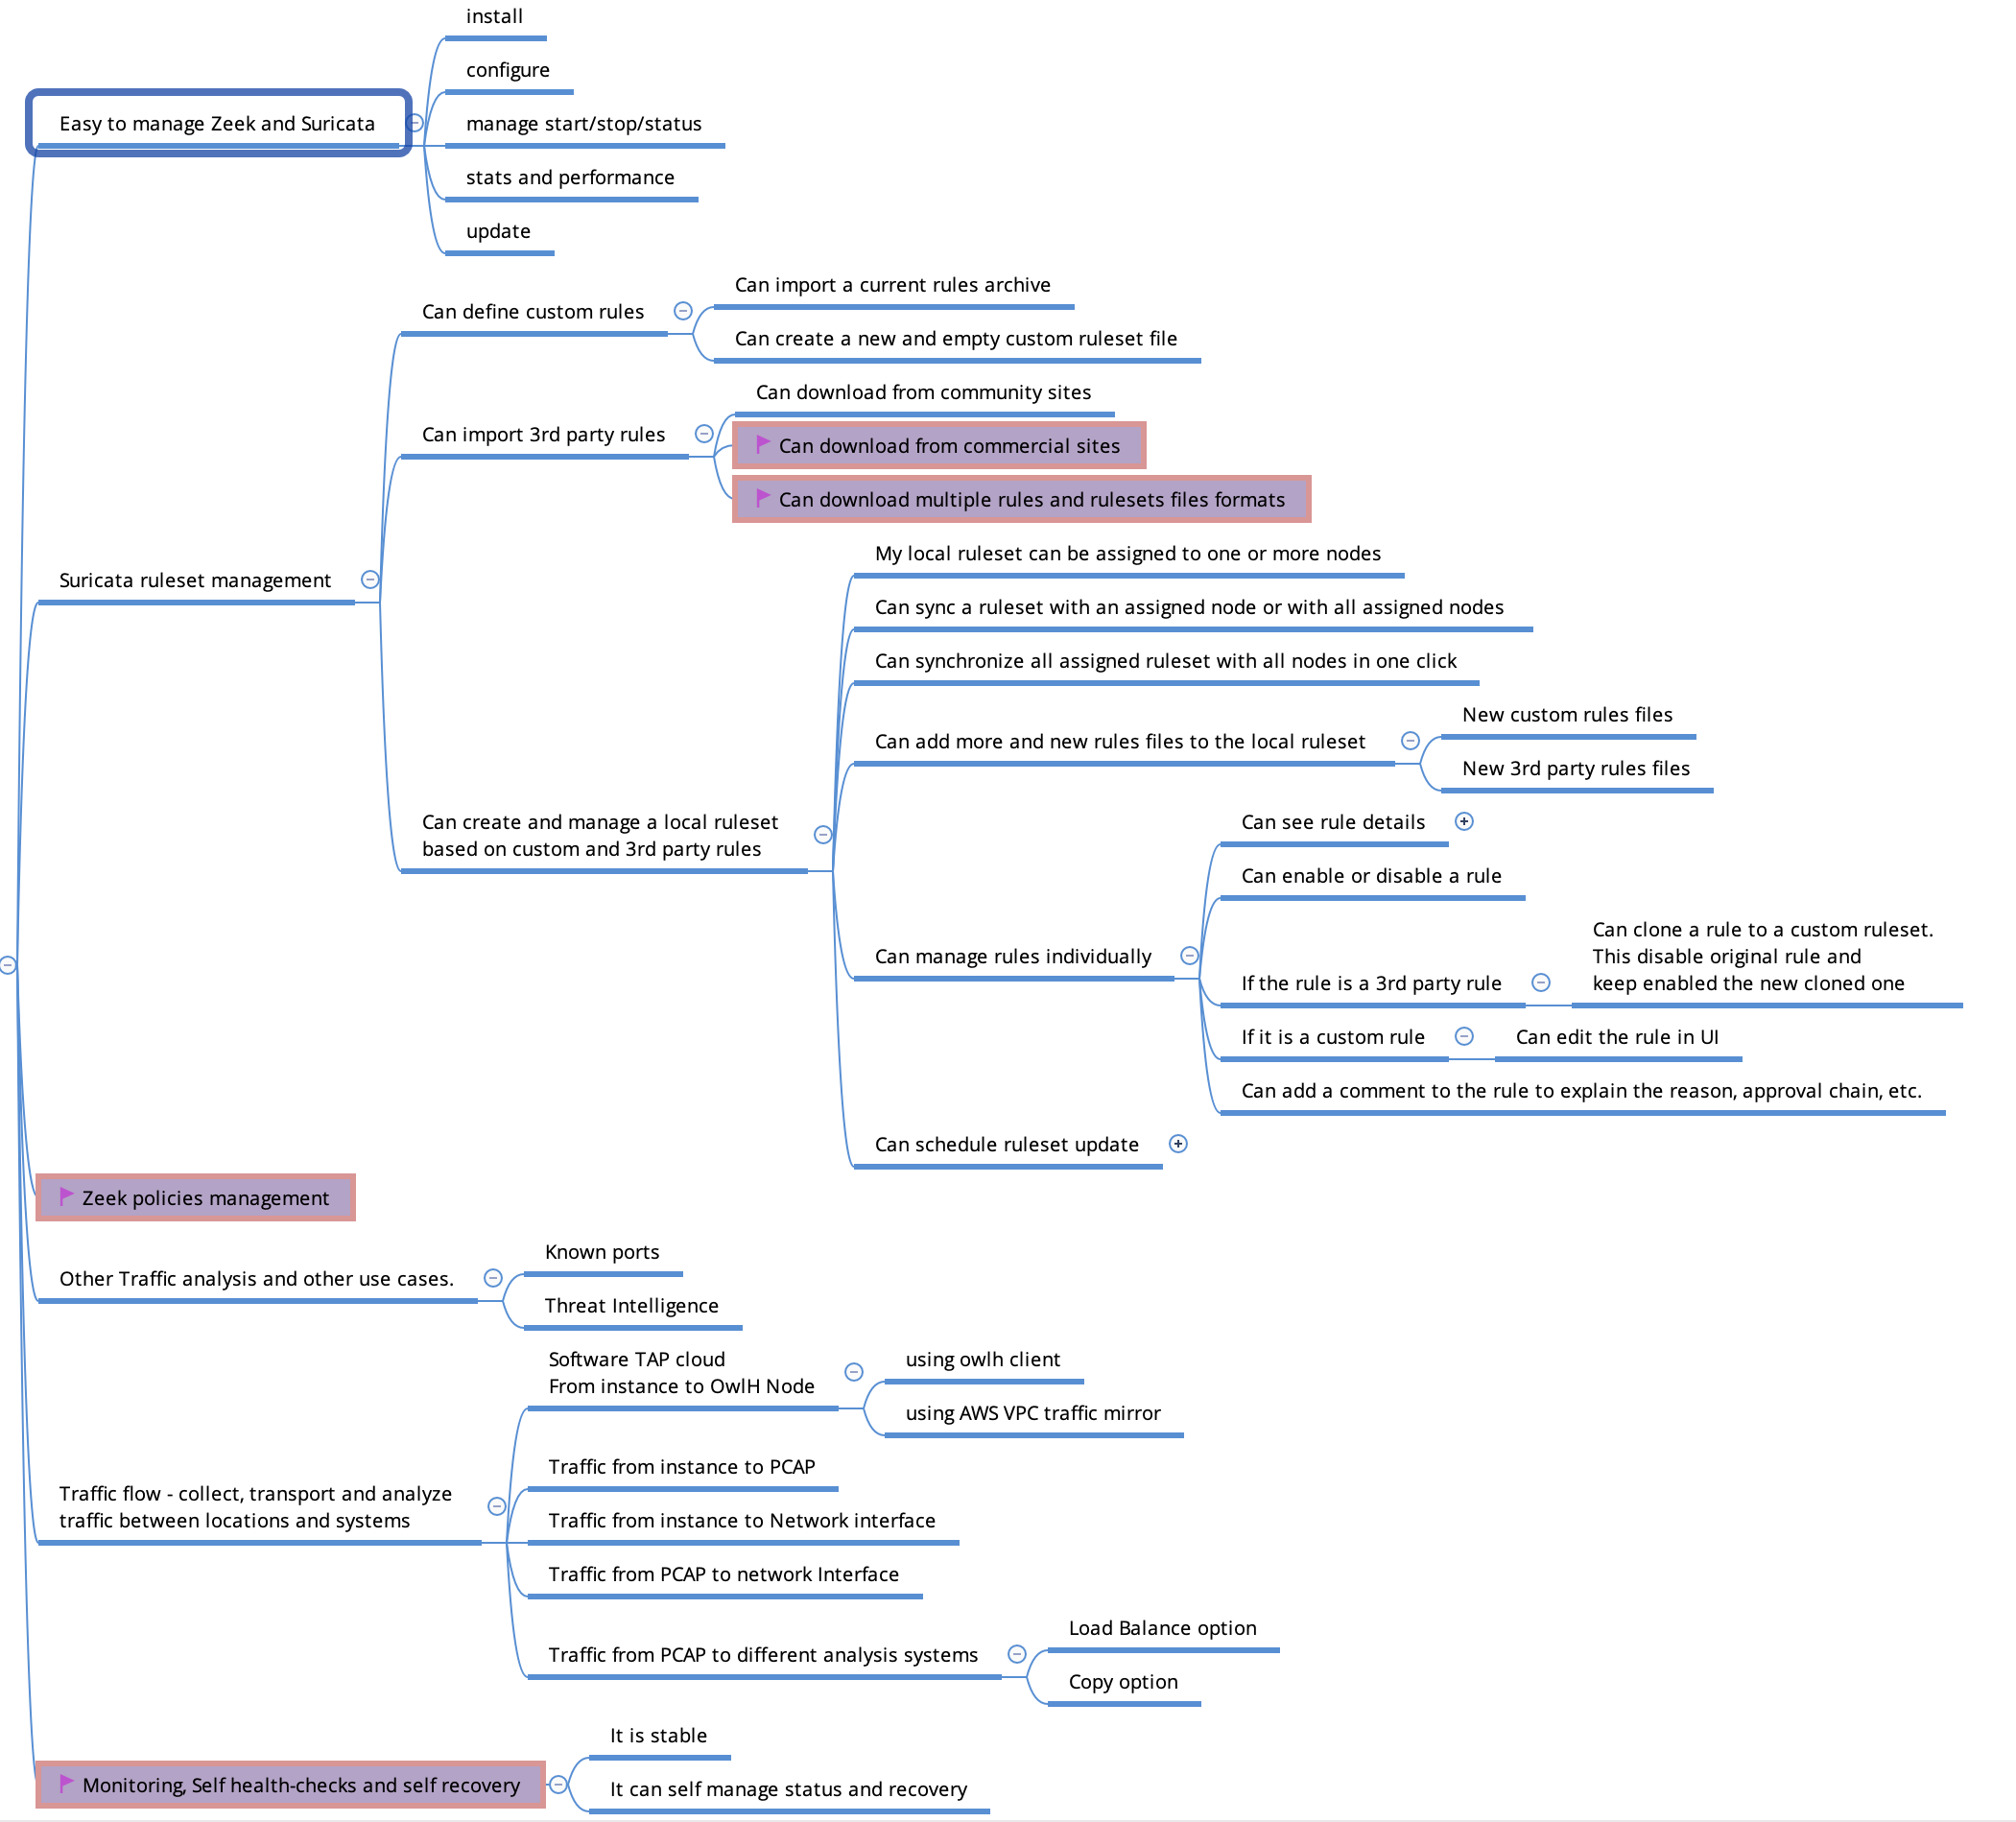 install
configure
Easy to manage Zeek and Suricata
manage start/stop/status
stats and performance
update
Can import a current rules archive
Can define custom rules
Can create a new and empty custom ruleset file
Can download from community sites
Can import 3rd party rules
Can download from commercial sites
Can download multiple rules and rulesets files formats
My local ruleset can be assigned to one or more nodes
Suricata ruleset management
Can sync a ruleset with an assigned node or with all assigned nodes
Can synchronize all assigned ruleset with all nodes in one click
New custom rules files
Can add more and new rules files to the local ruleset
New 3rd party rules files
Can create and manage a local ruleset
based on custom and 3rd party rules
Can see rule details
Can enable or disable a rule
Can manage rules individually
Can clone a rule to a custom ruleset.
This disable original rule and
keep enabled the new cloned one
If the rule is a 3rd party rule
If it is a custom rule
Can edit the rule in UI
Can add a comment to the rule to explain the reason, approval chain, etc.
Can schedule ruleset update
Zeek policies management
Known ports
Other Traffic analysis and other use cases.
Threat Intelligence
Software TAP cloud
From instance to OwlH Node
using owlh client
using AWS VPC traffic mirror
Traffic from instance to PCAP
Traffic flow - collect, transport and analyze
traffic between locations and systems
Traffic from instance to Network interface
Traffic from PCAP to network Interface
Load Balance option
Traffic from PCAP to different analysis systems
Copy option
It is stable
Monitoring, Self health-checks and self recovery
It can self manage status and recovery